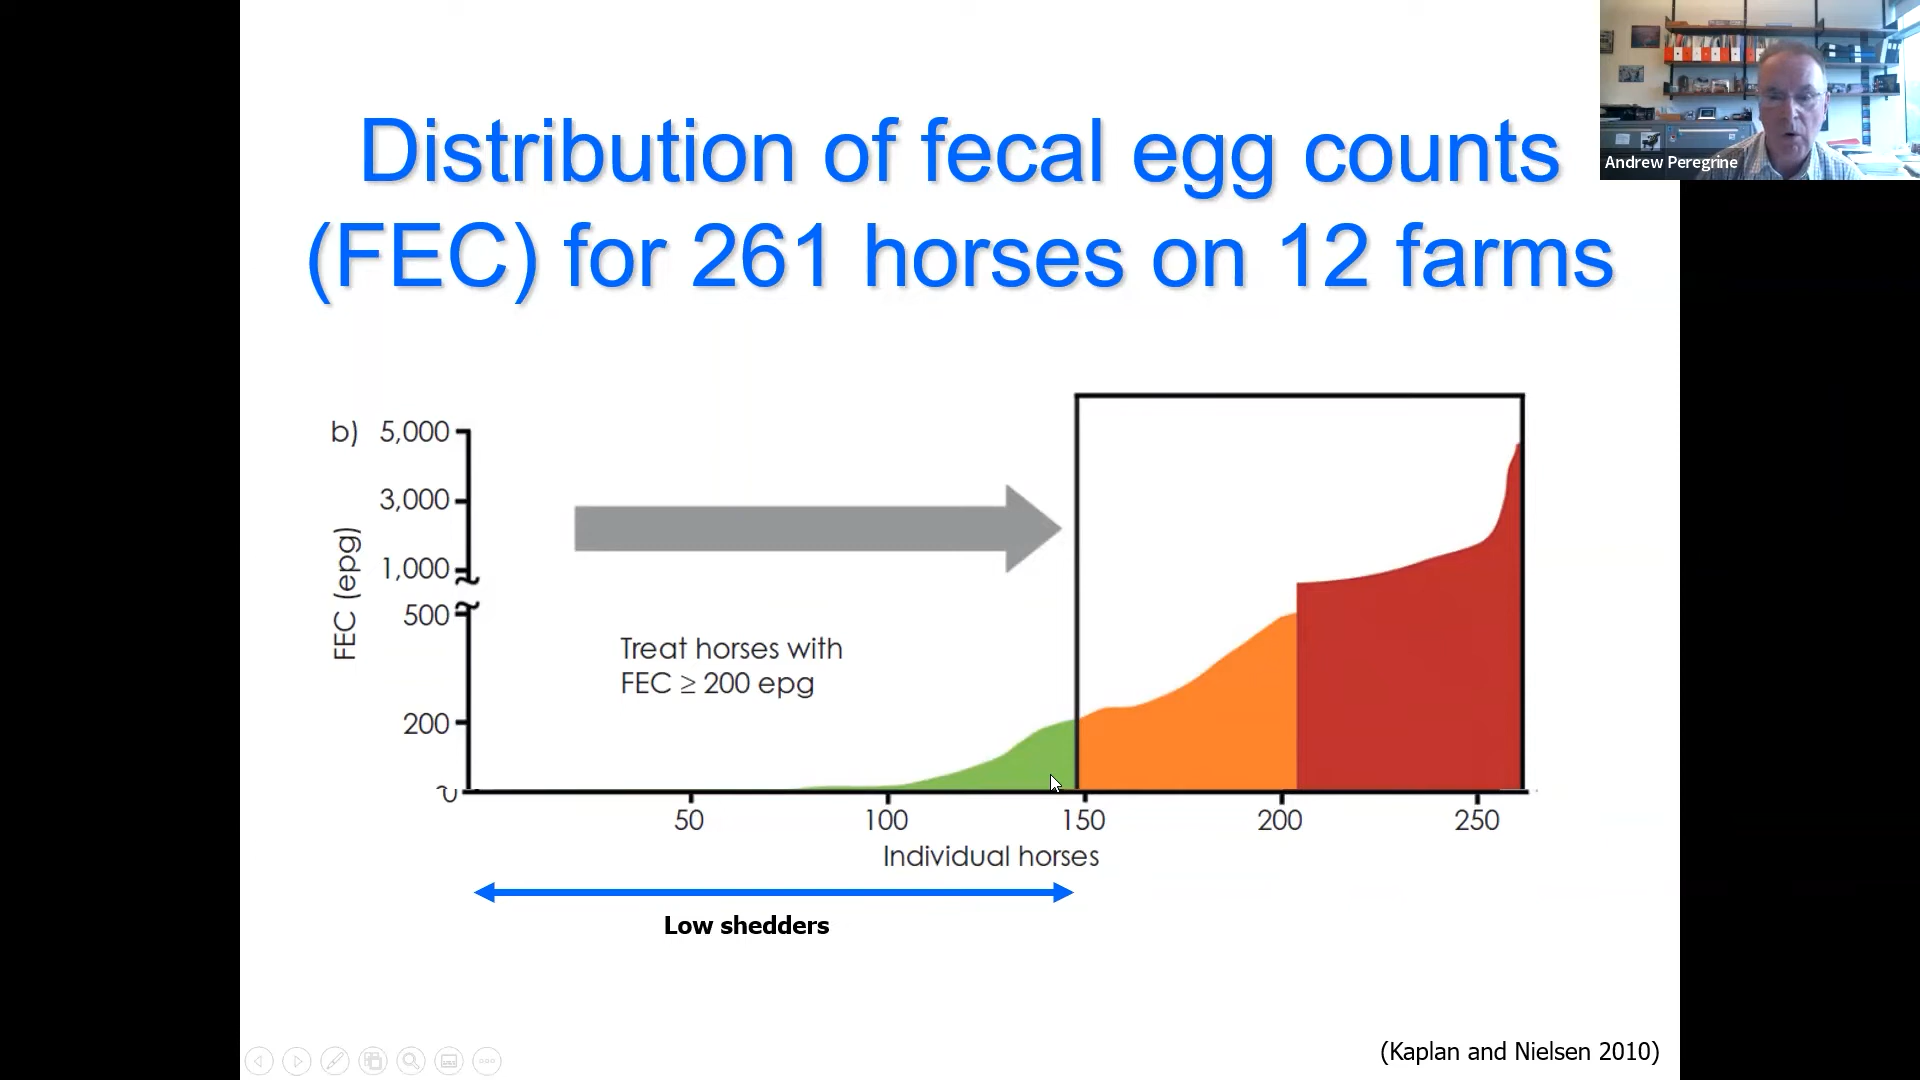 Distribution of fecal egg counts
(FEC) for 261 horses on 12 farms
Andrew Peregrine
b)
5,000
3,000
1,000
500
200
FEC (epg)
Treat horses with
FEC ≥ 200 epg
50 100 150 200 250
Individual horses
Low shedders
(Kaplan and Nielsen 2010)